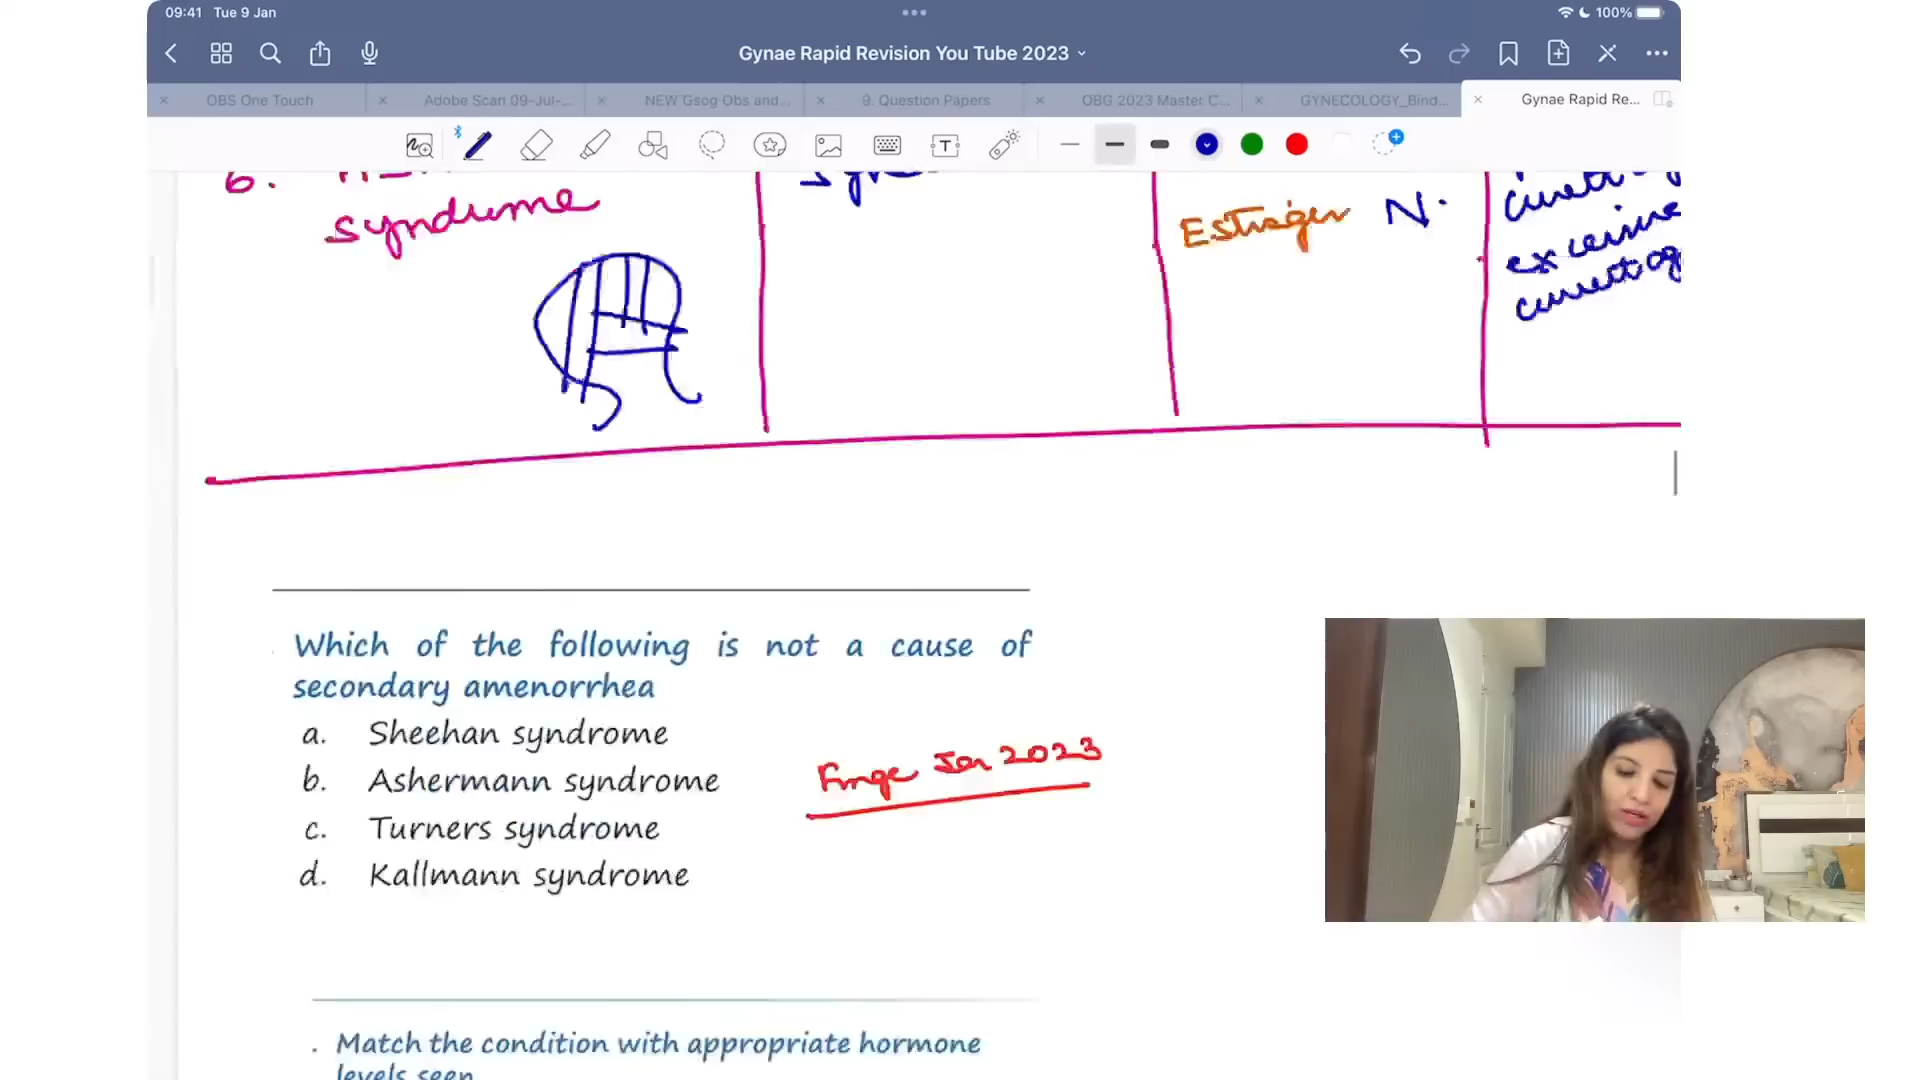 09:41 Tue 9 Jan
100%
Gynae Rapid Revision You Tube 2023
OBS One Touch
Adobe Scan 09-Jul-...
NEW Gsog Obs and...
9. Question Papers
OBG 2023 Master C...
GYNECOLOGY_Bind...
Gynae Rapid Re...
6.
syndrume
Estrogen N.
Which of the following is not a cause of
secondary amenorrhea
a. Sheehan syndrome
b. Ashermann syndrome
c. Turners syndrome
d. Kallmann syndrome
Fmge Jan 2023
. Match the condition with appropriate hormone
levels seen